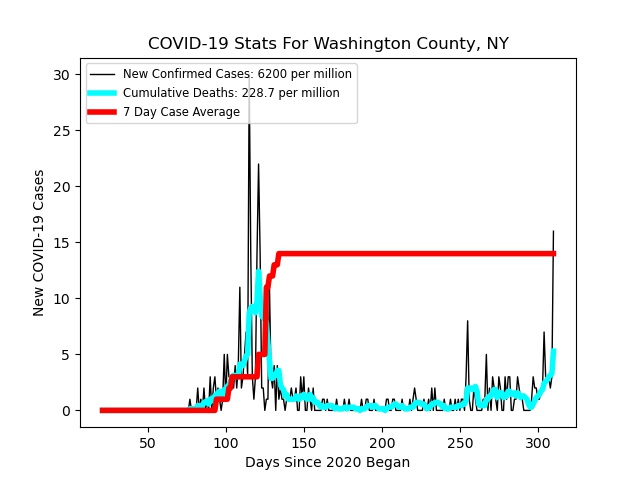 COVID-19 Stats For Washington County, NY
New Confirmed Cases: 6200 per million
Cumulative Deaths: 228.7 per million
7 Day Case Average
New COVID-19 Cases
30
25
20
15
10
5
0
50 100 150 200 250 300
Days Since 2020 Began